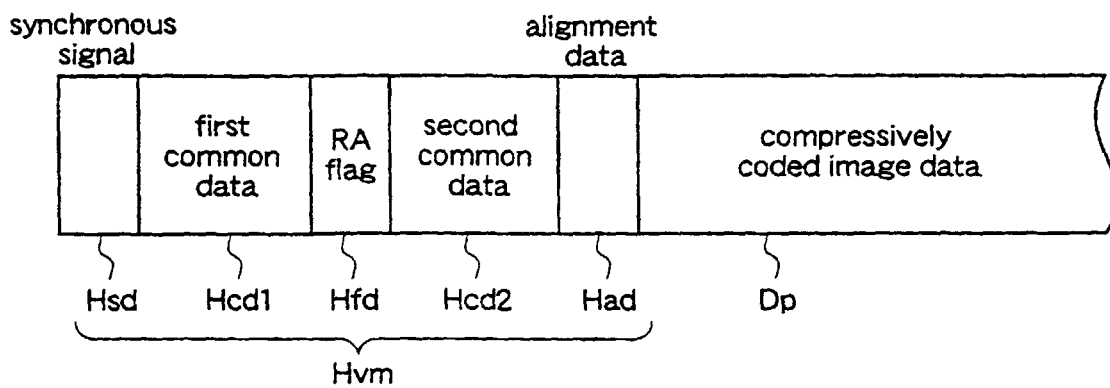 synchronous
signal
alignment
data
first
common
data
RA
flag
second
common
data
compressively
coded image data
Hsd
Hcd1
Hfd
Hcd2
Had
Dp
Hvm